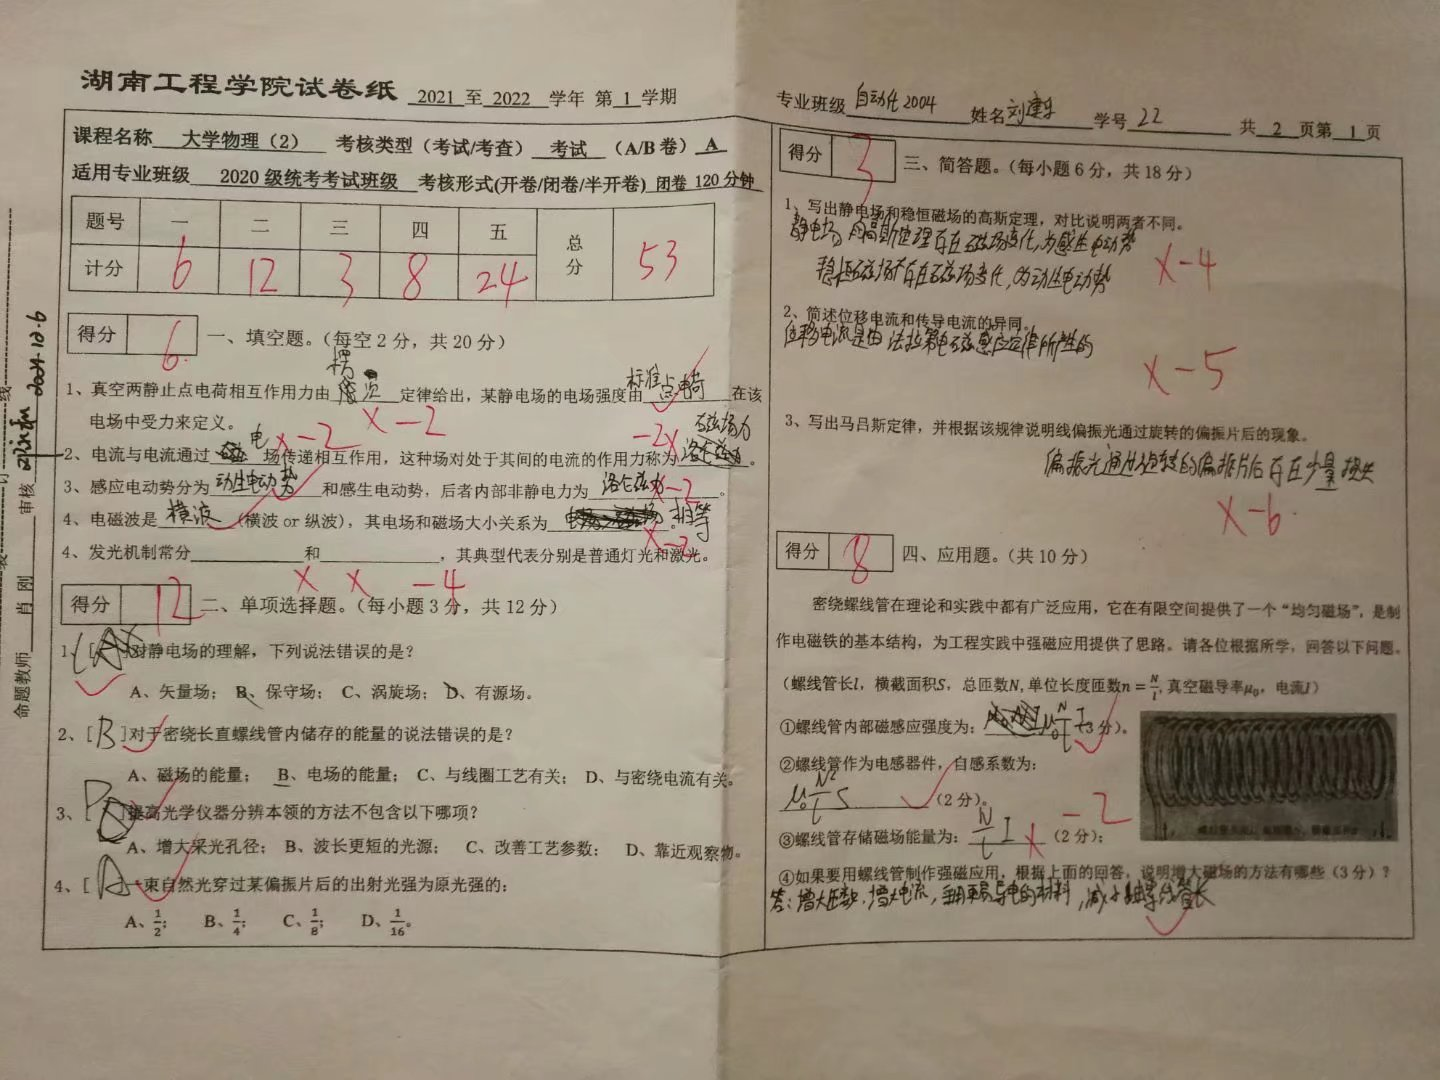 湖南工程学院试卷纸 2021 至 2022 学年 第 1 学期
课程名称 大学物理（2） 考核类型（考试/考查） 考试 （A/B 卷） A
适用专业班级 2020 级统考考试班级 考核形式(开卷/闭卷/半开卷) 闭卷 120 分钟
题号 一 二 三 四 五 总分
计分 6 12 3 8 24 53
得分 6 一、填空题。（每空 2 分，共 20 分）
1、真空两静止点电荷相互作用力由 定律给出，某静电场的电场强度由 标准点电荷 在该
电场中受力来定义。
x-2
2、电流与电流通过 电 场传递相互作用，这种场对处于其间的电流的作用力称为 磁场力 。
x-2 -2x
3、感应电动势分为 动生电动势 和感生电动势，后者内部非静电力为 洛仑磁力 。
x-2
4、电磁波是 横波 （横波 or 纵波），其电场和磁场大小关系为 相等 。
x-2
4、发光机制常分 和 ，其典型代表分别是普通灯光和激光。
x x -4
得分 12 二、单项选择题。（每小题 3 分，共 12 分）
1、[ C ]对静电场的理解，下列说法错误的是？
A、矢量场； B、保守场； C、涡旋场； D、有源场。
2、[ B ]对于密绕长直螺线管内储存的能量的说法错误的是？
A、磁场的能量； B、电场的能量； C、与线圈工艺有关； D、与密绕电流有关。
3、[ D ]提高光学仪器分辨本领的方法不包含以下哪项？
A、增大采光孔径； B、波长更短的光源； C、改善工艺参数； D、靠近观察物。
4、[ A ]一束自然光穿过某偏振片后的出射光强为原光强的：
A、1/2； B、1/4； C、1/8； D、1/16。
命题教师 肖 刚 审核
装 订 线
专业班级 自动化2004 姓名 刘建乐 学号 22 共 2 页第 1 页
得分 3 三、简答题。（每小题 6 分，共 18 分）
1、写出静电场和稳恒磁场的高斯定理，对比说明两者不同。
静电场 的高斯定理存在磁场变化，为感生电动势
稳恒磁场不存在磁场变化，为动生电动势
x-4
2、简述位移电流和传导电流的异同。
位移电流是由 法拉第电磁感应定律所产生的
x-5
3、写出马吕斯定律，并根据该规律说明线偏振光通过旋转的偏振片后的现象。
偏振光通过旋转的偏振片后存在少量损失
x-6
得分 8 四、应用题。（共 10 分）
密绕螺线管在理论和实践中都有广泛应用，它在有限空间提供了一个“均匀磁场”，是制
作电磁铁的基本结构，为工程实践中强磁应用提供了思路。请各位根据所学，回答以下问题。
（螺线管长l，横截面积S，总匝数N,单位长度匝数n = N/l,真空磁导率μ0，电流I）
①螺线管内部磁感应强度为： μ0 N/l I （3 分）。
②螺线管作为电感器件，自感系数为：
μ0 N²/l S （2 分）。
③螺线管存储磁场能量为： N/l I （2 分）；
x -2
④如果要用螺线管制作强磁应用，根据上面的回答，说明增大磁场的方法有哪些（3 分）？
答：增大匝数，增大电流，采用更易导电的材料，减小螺线管长